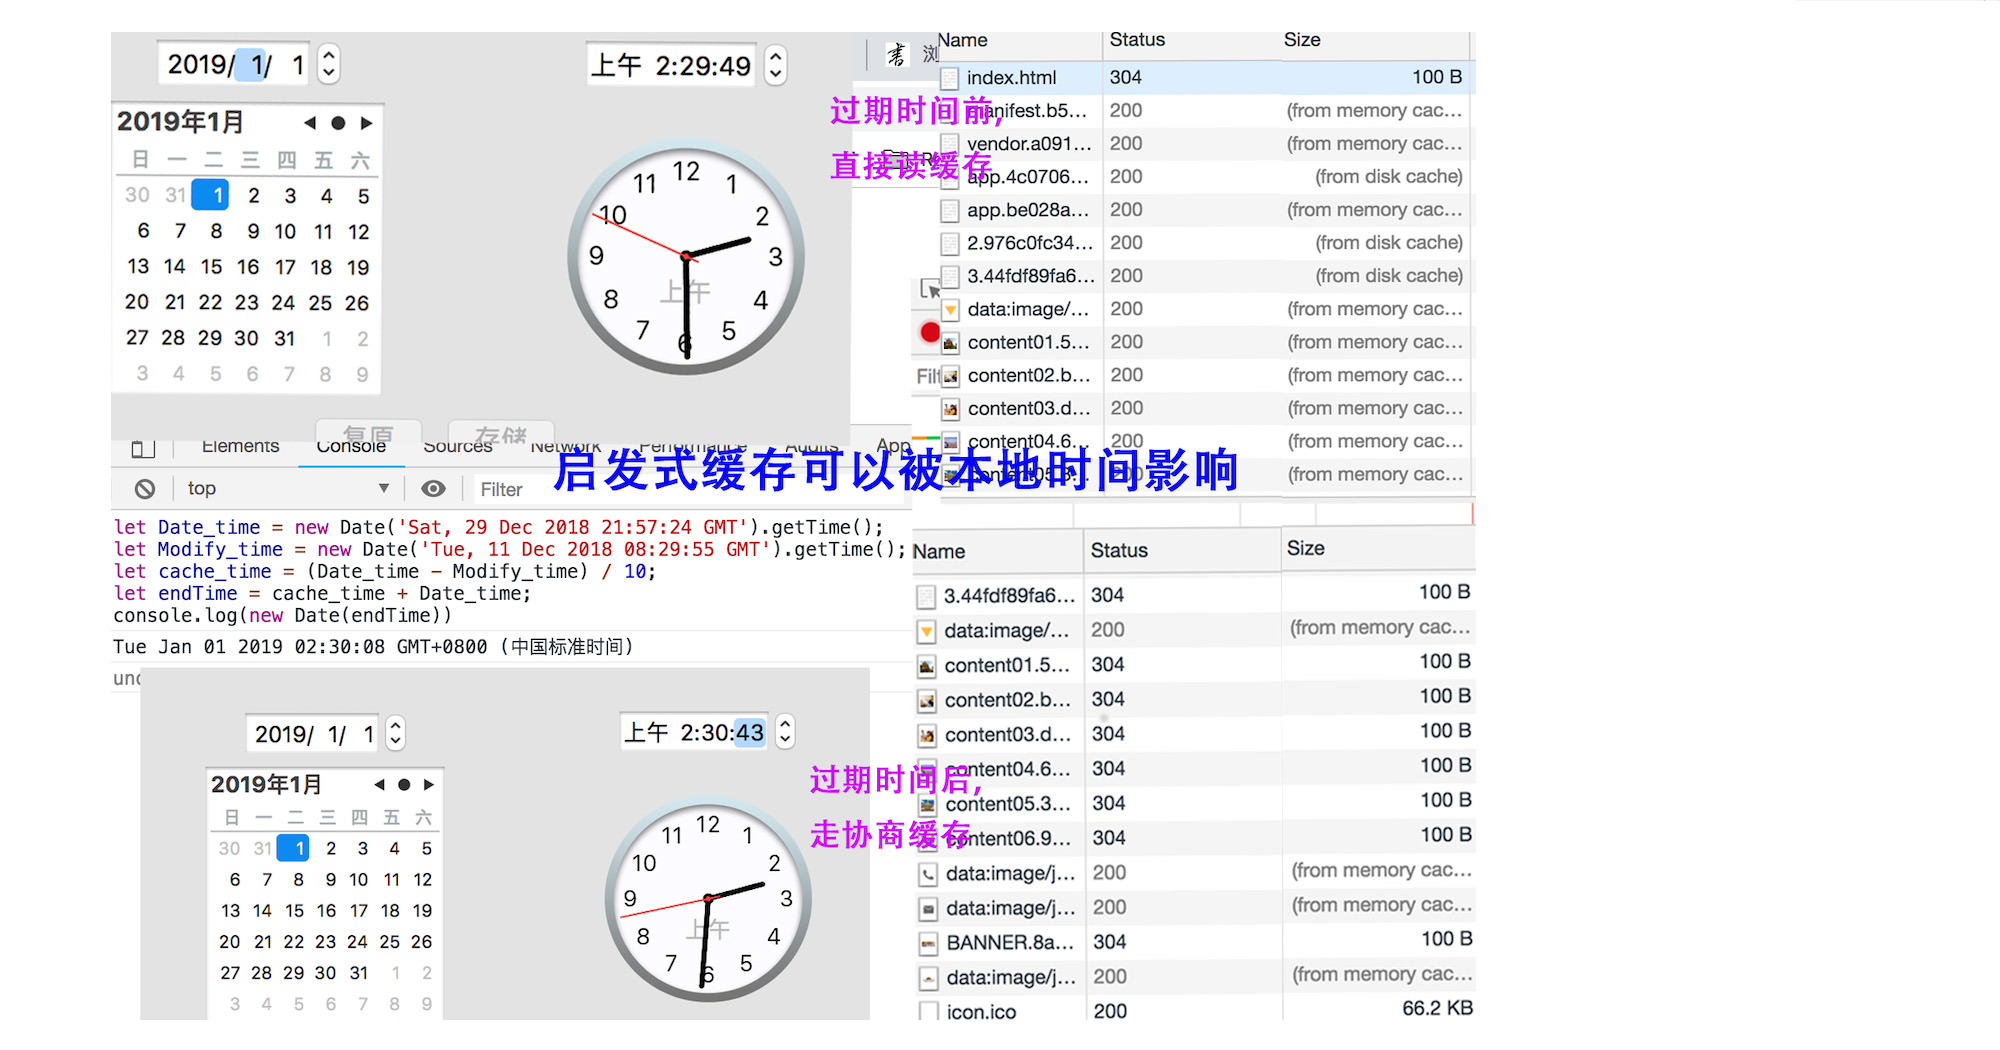 2019/ 1/ 1
上午 2:29:49
2019年1月
日 一 二 三 四 五 六
30 31 1 2 3 4 5
6 7 8 9 10 11 12
13 14 15 16 17 18 19
20 21 22 23 24 25 26
27 28 29 30 31 1 2
3 4 5 6 7 8 9
12
11 1
10 2
9 3
上午
8 4
7 5
6
复原 存储
书 浏
过期时间前,
直接读缓存
Name Status Size
index.html 304 100 B
manifest.b5... 200 (from memory cac...
vendor.a091... 200 (from memory cac...
app.4c0706... 200 (from disk cache)
app.be028a... 200 (from memory cac...
2.976c0fc34... 200 (from disk cache)
3.44fdf89fa6... 200 (from disk cache)
data:image/... 200 (from memory cac...
content01.5... 200 (from memory cac...
content02.b... 200 (from memory cac...
content03.d... 200 (from memory cac...
content04.6... 200 (from memory cac...
content05.3... 200 (from memory cac...
Filt
Elements Console Sources Network Performance Audits App
启发式缓存可以被本地时间影响
top ▼ Filter
let Date_time = new Date('Sat, 29 Dec 2018 21:57:24 GMT').getTime();
let Modify_time = new Date('Tue, 11 Dec 2018 08:29:55 GMT').getTime();
let cache_time = (Date_time – Modify_time) / 10;
let endTime = cache_time + Date_time;
console.log(new Date(endTime))
Tue Jan 01 2019 02:30:08 GMT+0800 (中国标准时间)
und
2019/ 1/ 1
上午 2:30:43
2019年1月
日 一 二 三 四 五 六
30 31 1 2 3 4 5
6 7 8 9 10 11 12
13 14 15 16 17 18 19
20 21 22 23 24 25 26
27 28 29 30 31 1 2
3 4 5 6 7 8 9
12
11 1
10 2
9 3
上午
8 4
7 5
6
过期时间后,
走协商缓存
Name Status Size
3.44fdf89fa6... 304 100 B
data:image/... 200 (from memory cac...
content01.5... 304 100 B
content02.b... 304 100 B
content03.d... 304 100 B
content04.6... 304 100 B
content05.3... 304 100 B
content06.9... 304 100 B
data:image/j... 200 (from memory cac...
data:image/j... 200 (from memory cac...
BANNER.8a... 304 100 B
data:image/j... 200 (from memory cac...
icon.ico 200 66.2 KB